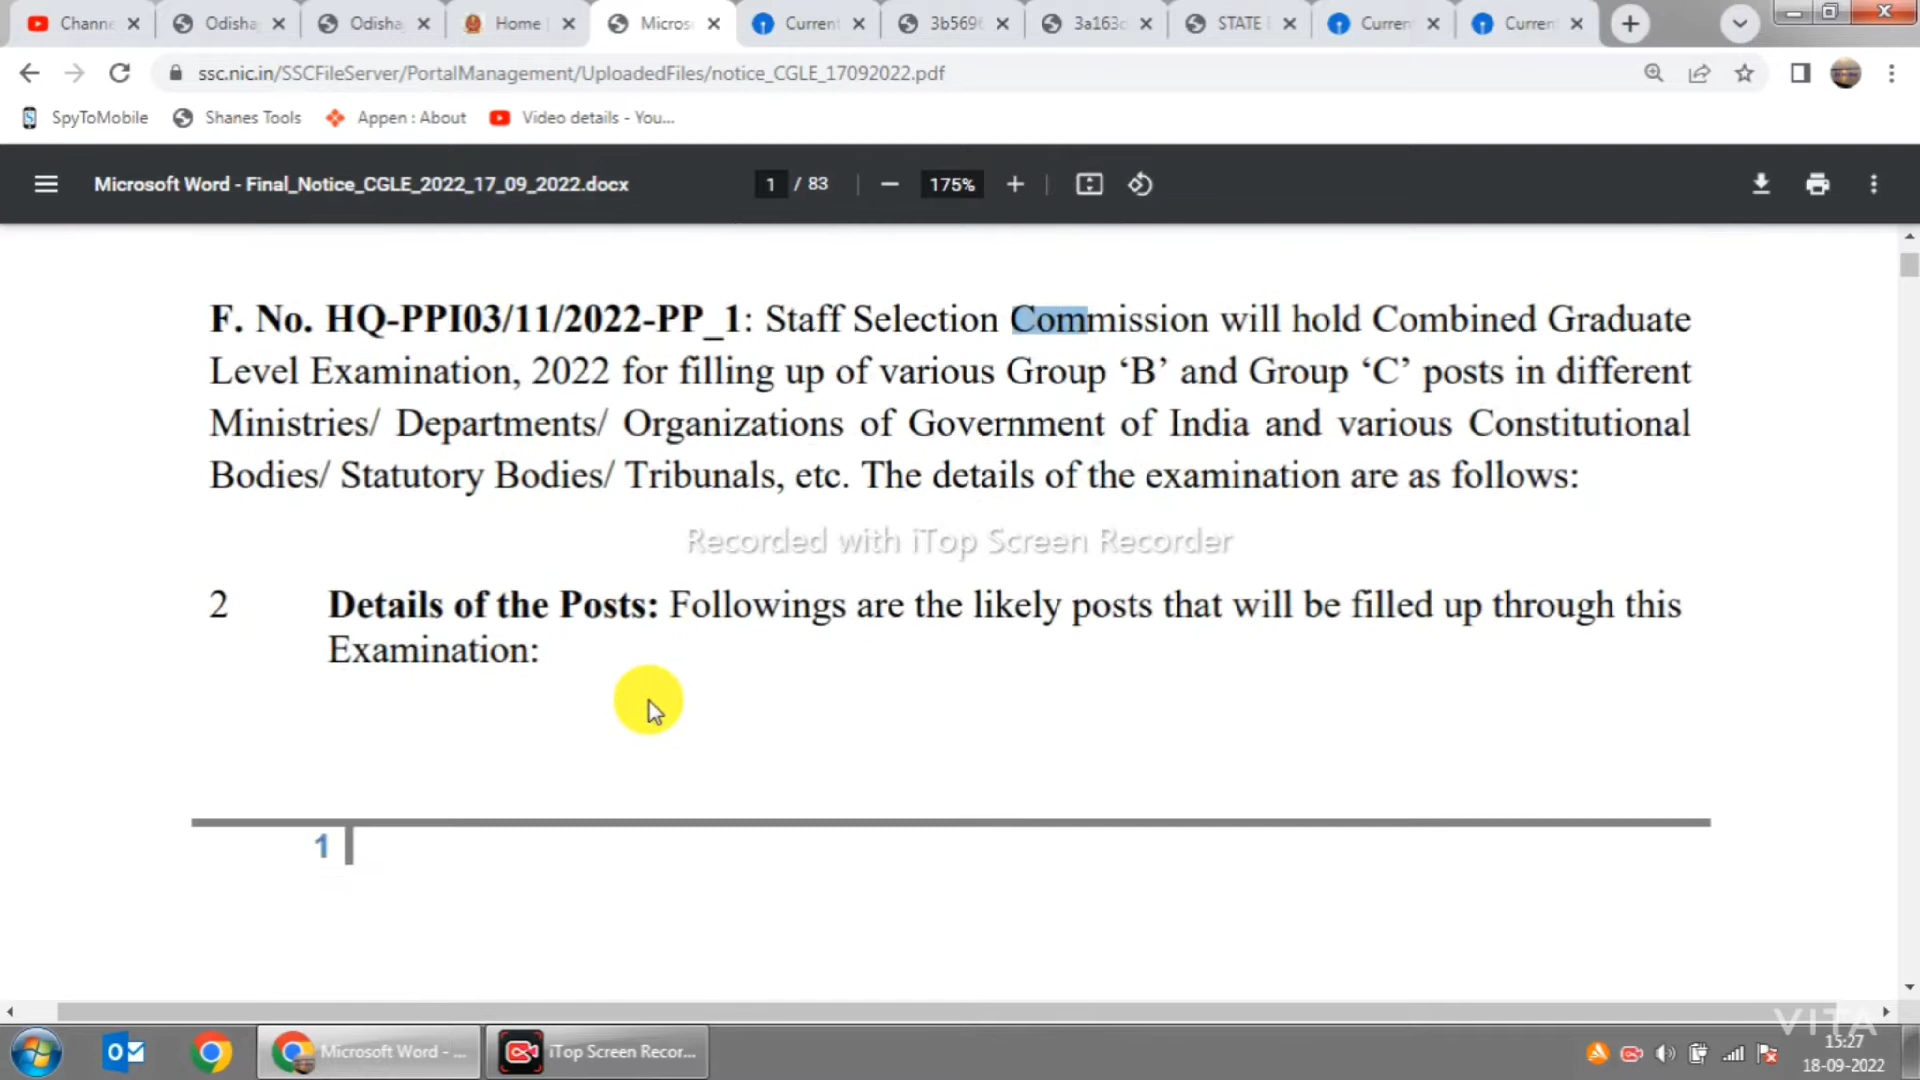 Channe
Odisha
Odisha
Home
Micros
Current
3b569
3a163c
STATE
Curren
Curren
ssc.nic.in/SSCFileServer/PortalManagement/UploadedFiles/notice_CGLE_17092022.pdf
SpyToMobile
Shanes Tools
Appen : About
Video details - You...
Microsoft Word - Final_Notice_CGLE_2022_17_09_2022.docx
1 / 83
175%
F. No. HQ-PPI03/11/2022-PP_1: Staff Selection Commission will hold Combined Graduate
Level Examination, 2022 for filling up of various Group ‘B’ and Group ‘C’ posts in different
Ministries/ Departments/ Organizations of Government of India and various Constitutional
Bodies/ Statutory Bodies/ Tribunals, etc. The details of the examination are as follows:
Recorded with iTop Screen Recorder
2 Details of the Posts: Followings are the likely posts that will be filled up through this
Examination:
1
VITA
Microsoft Word - ...
iTop Screen Recor...
15:27
18-09-2022